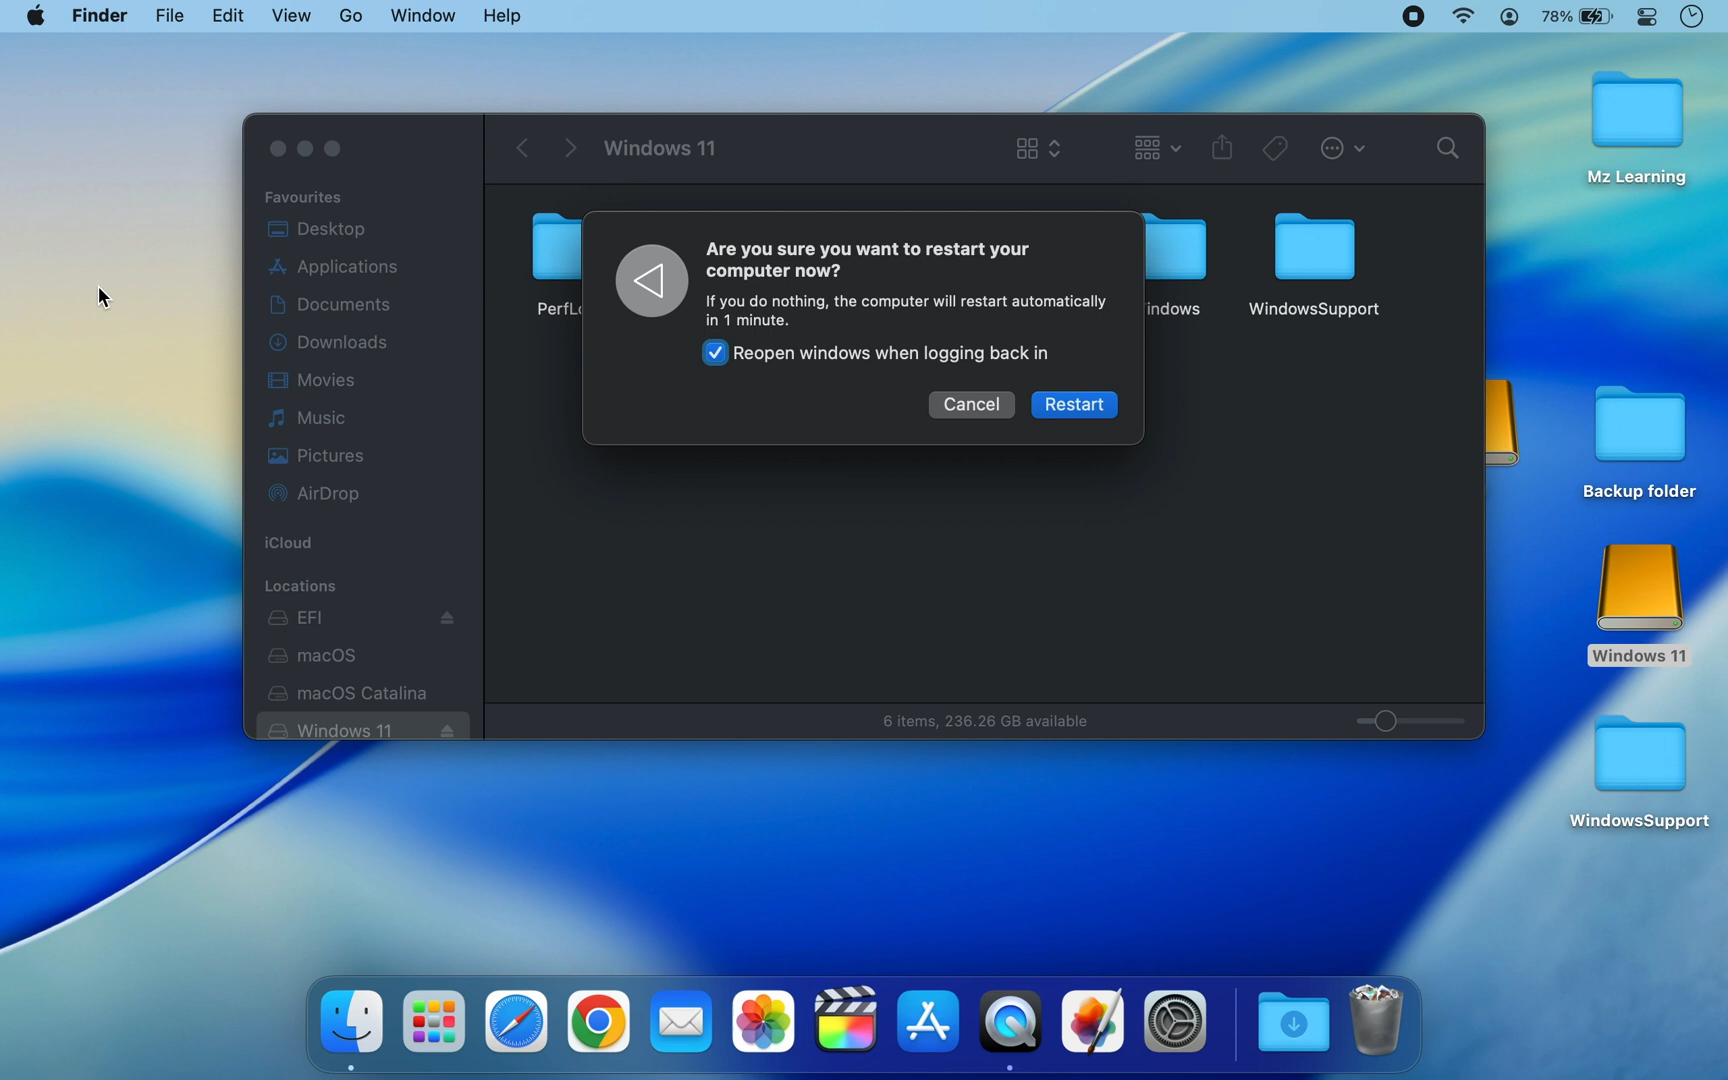 Finder File Edit View Go Window Help 78%
Windows 11
Favourites
Desktop
Applications
Documents
Downloads
Movies
Music
Pictures
AirDrop
iCloud
Locations
EFI
macOS
macOS Catalina
Windows 11
Are you sure you want to restart your
computer now?
If you do nothing, the computer will restart automatically
in 1 minute.
Reopen windows when logging back in
Cancel Restart
WindowsSupport
6 items, 236.26 GB available
Mz Learning
Backup folder
Windows 11
WindowsSupport